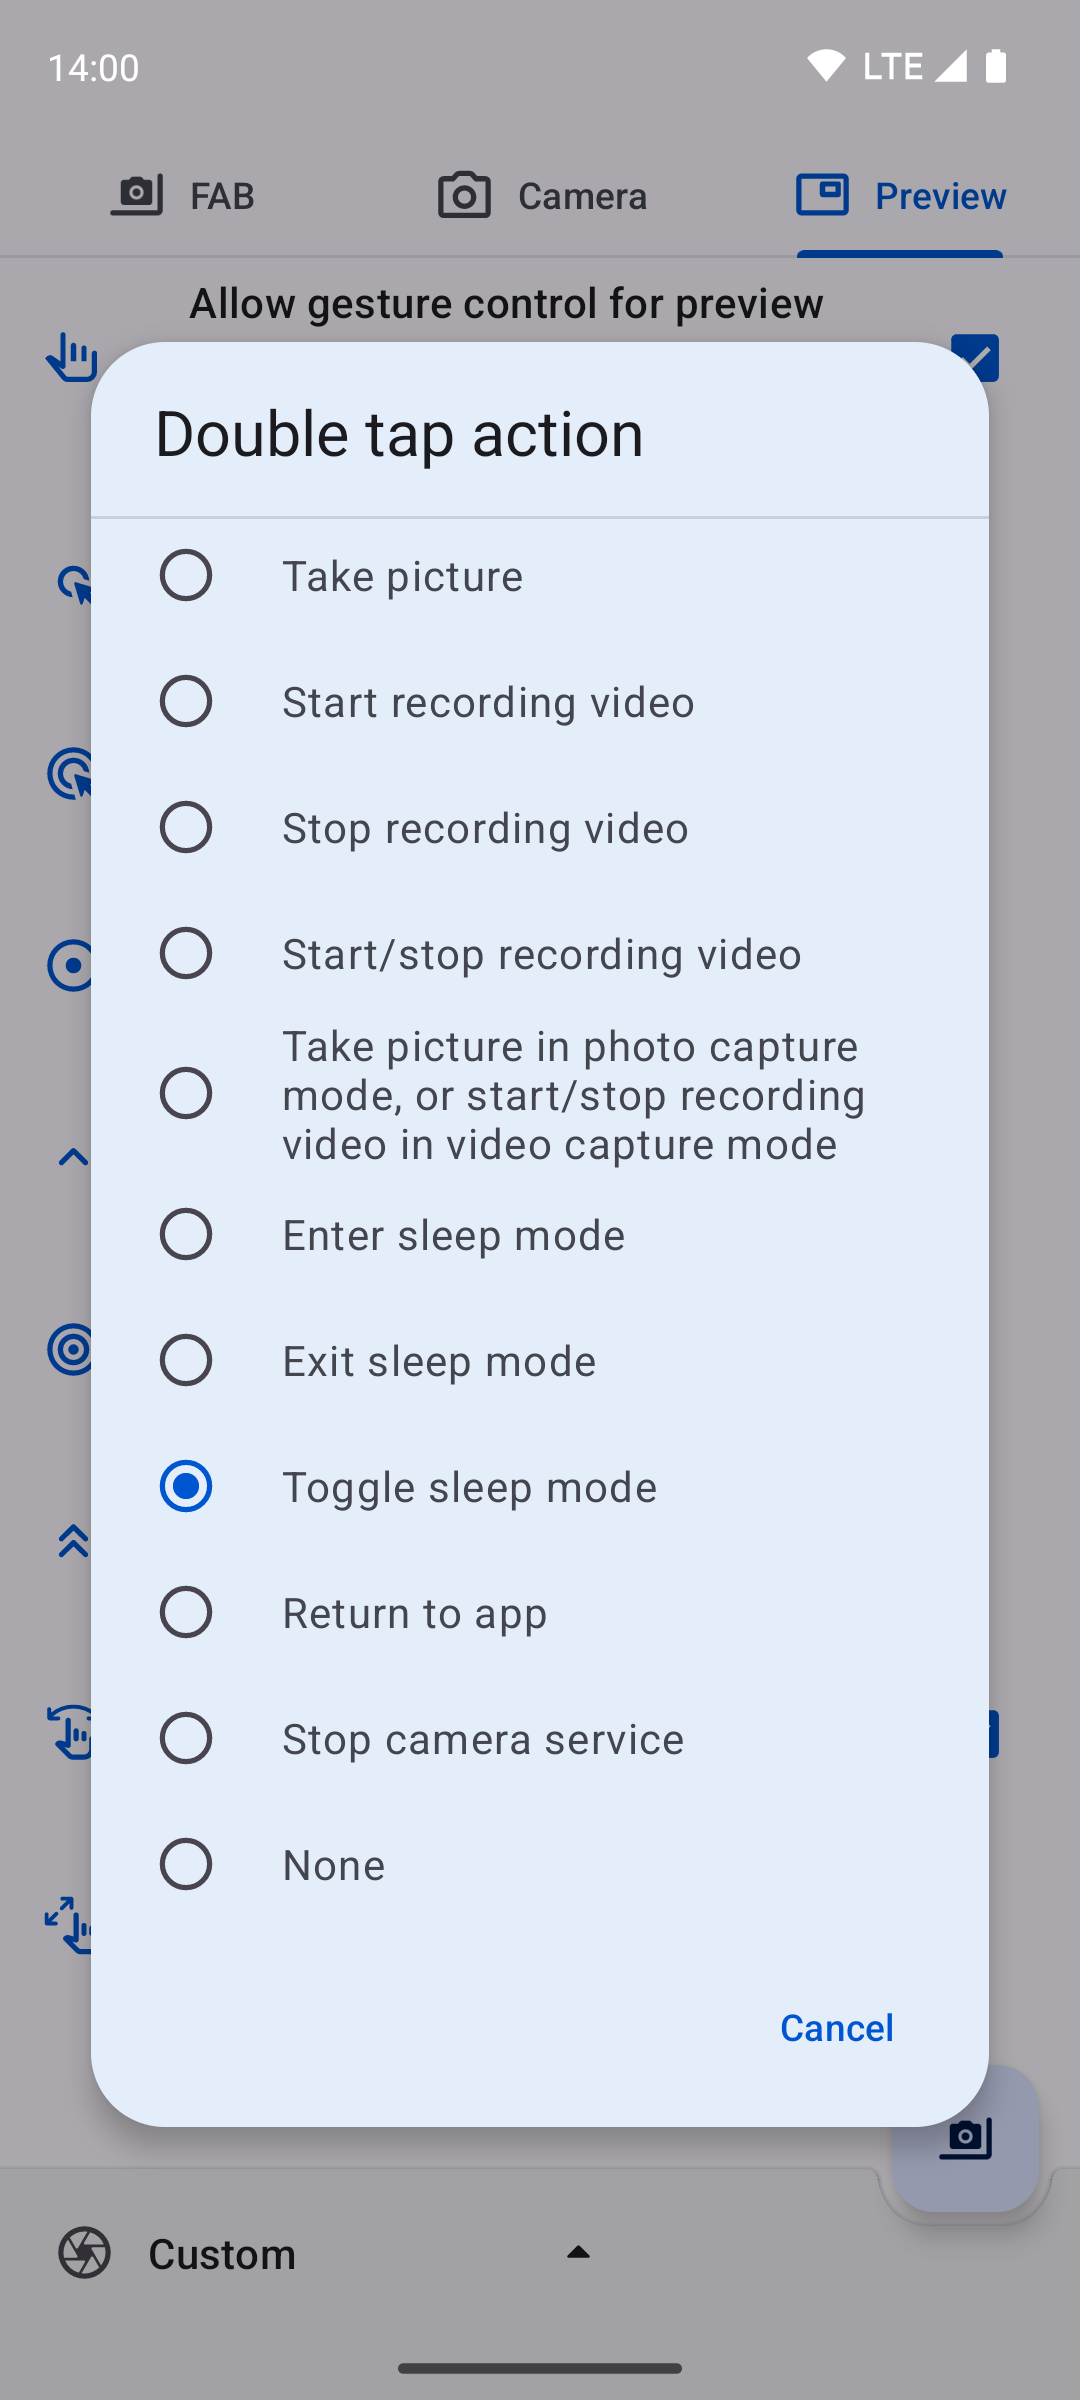 14:00
LTE
FAB
Camera
Preview
Allow gesture control for preview
Double tap action
Take picture
Start recording video
Stop recording video
Start/stop recording video
Take picture in photo capture
mode, or start/stop recording
video in video capture mode
Enter sleep mode
Exit sleep mode
Toggle sleep mode
Return to app
Stop camera service
None
Cancel
Custom